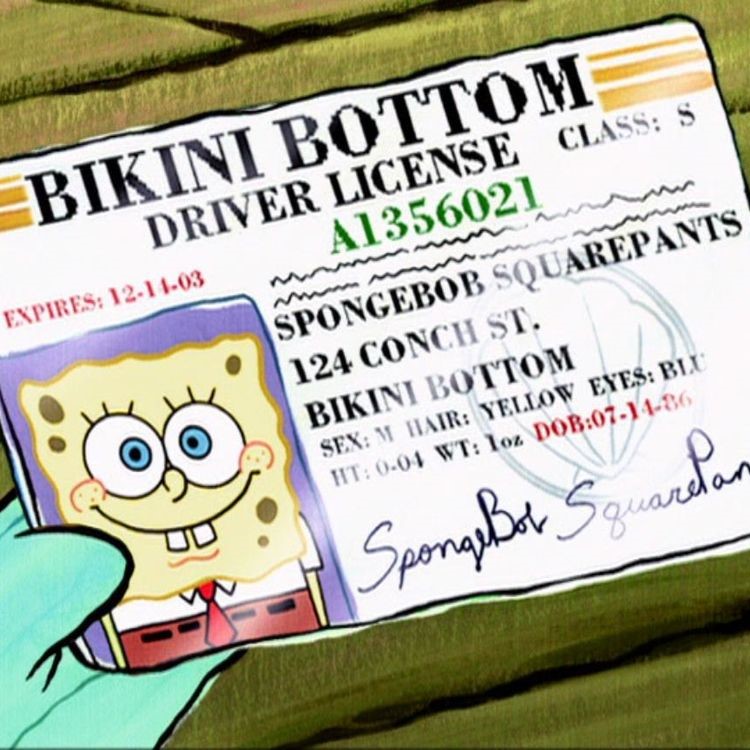 BIKINI BOTTOM
DRIVER LICENSE
CLASS: S
A1356021
EXPIRES: 12-14-03
SPONGEBOB SQUAREPANTS
124 CONCH ST.
BIKINI BOTTOM
SEX: M HAIR: YELLOW EYES: BLU
HT: 0-04 WT: 1oz DOB:07-14-86
SpongeBob SquarePan